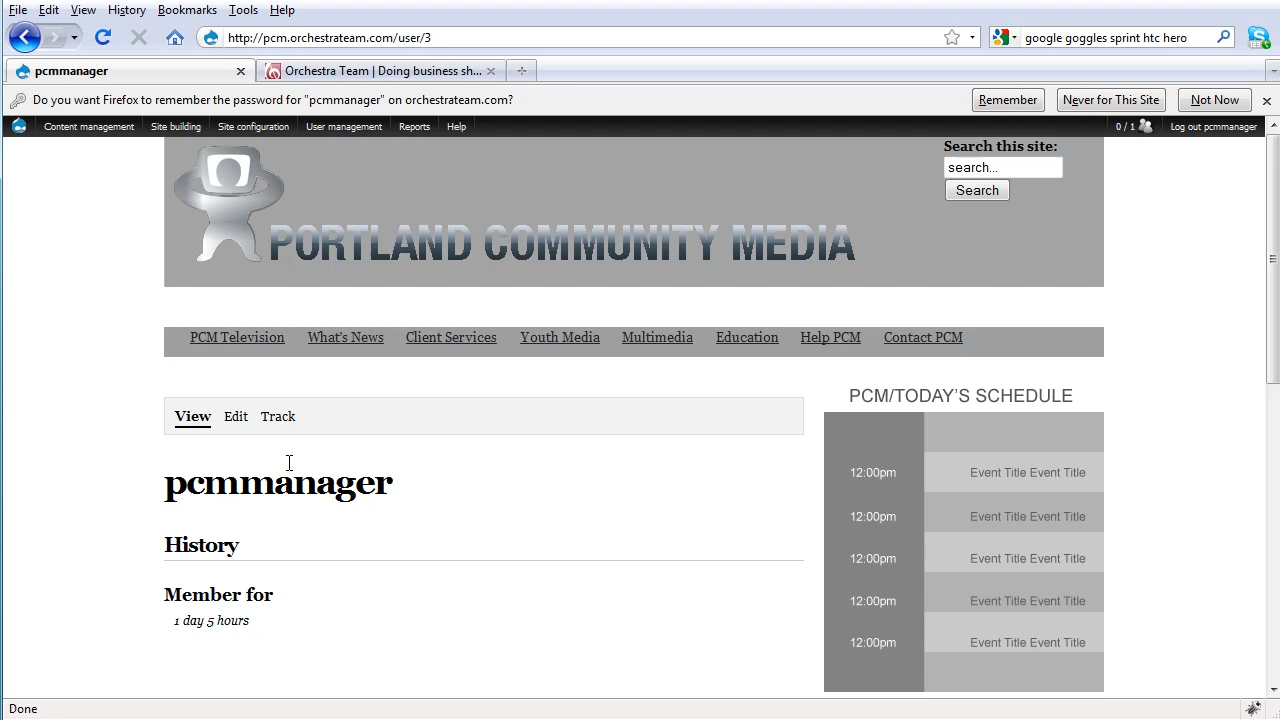 File Edit View History Bookmarks Tools Help
http://pcm.orchestrateam.com/user/3
google goggles sprint htc hero
pcmmanager
Orchestra Team | Doing business sh...
Do you want Firefox to remember the password for "pcmmanager" on orchestrateam.com?
Remember Never for This Site Not Now
Content management Site building Site configuration User management Reports Help
0 / 1 Log out pcmmanager
Search this site:
search...
Search
PORTLAND COMMUNITY MEDIA
PCM Television What's News Client Services Youth Media Multimedia Education Help PCM Contact PCM
View Edit Track
pcmmanager
History
Member for
1 day 5 hours
PCM/TODAY'S SCHEDULE
12:00pm Event Title Event Title
12:00pm Event Title Event Title
12:00pm Event Title Event Title
12:00pm Event Title Event Title
12:00pm Event Title Event Title
Done